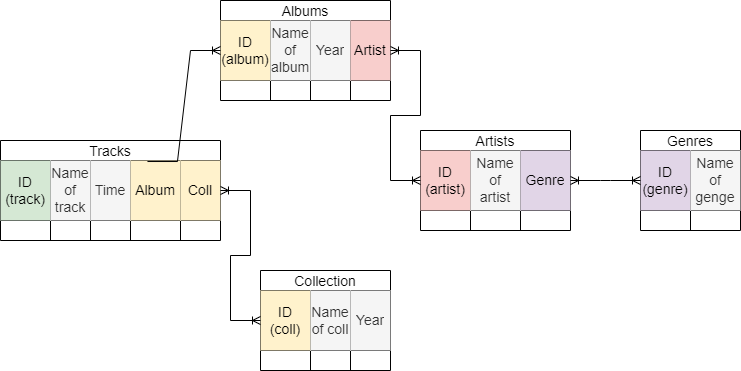 Albums
ID
(album)
Name
of
album
Year
Artist
Tracks
ID
(track)
Name
of
track
Time
Album
Coll
Artists
ID
(artist)
Name
of
artist
Genre
Genres
ID
(genre)
Name
of
genge
Collection
ID
(coll)
Name
of coll
Year